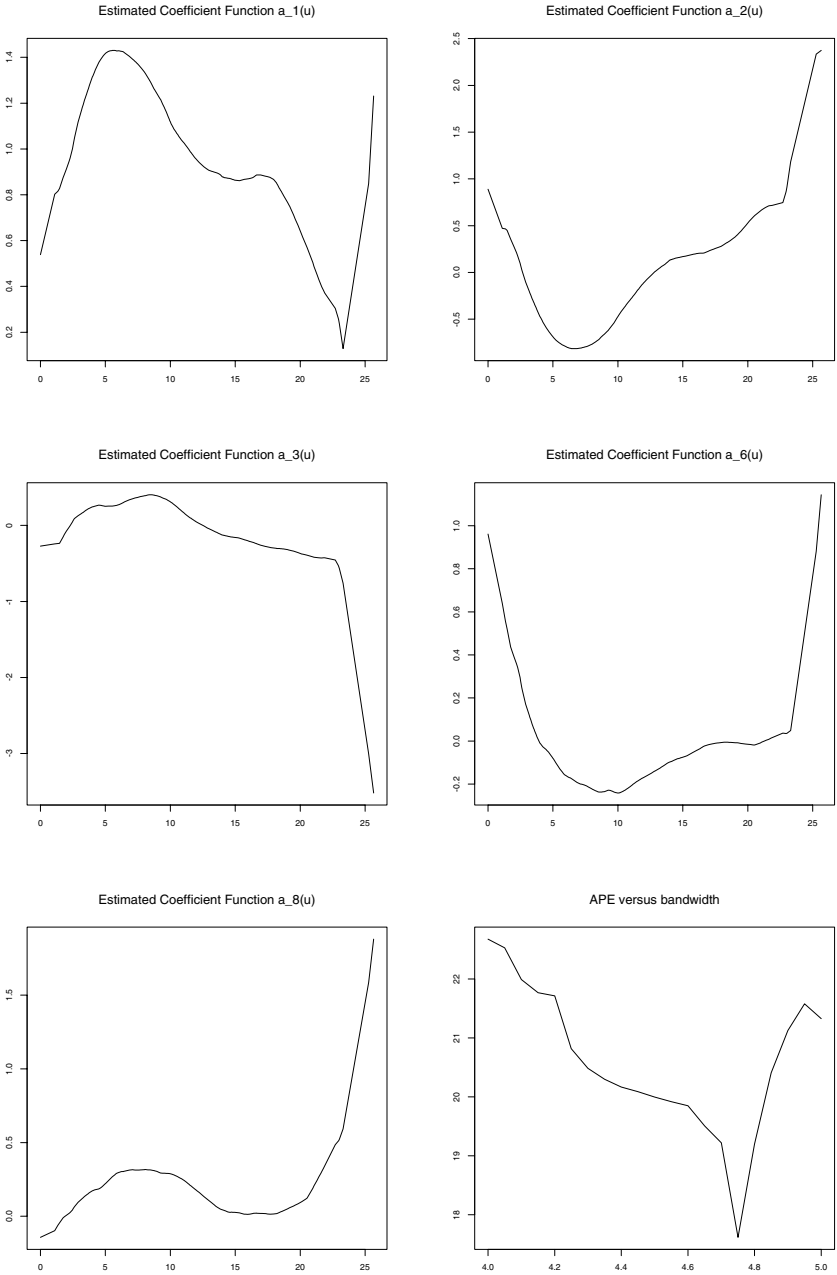 Estimated Coefficient Function a_1(u)
0.2 0.4 0.6 0.8 1.0 1.2 1.4
0 5 10 15 20 25
Estimated Coefficient Function a_2(u)
-0.5 0.0 0.5 1.0 1.5 2.0 2.5
0 5 10 15 20 25
Estimated Coefficient Function a_3(u)
-3 -2 -1 0
0 5 10 15 20 25
Estimated Coefficient Function a_6(u)
-0.2 0.0 0.2 0.4 0.6 0.8 1.0
0 5 10 15 20 25
Estimated Coefficient Function a_8(u)
0.0 0.5 1.0 1.5
0 5 10 15 20 25
APE versus bandwidth
18 19 20 21 22
4.0 4.2 4.4 4.6 4.8 5.0